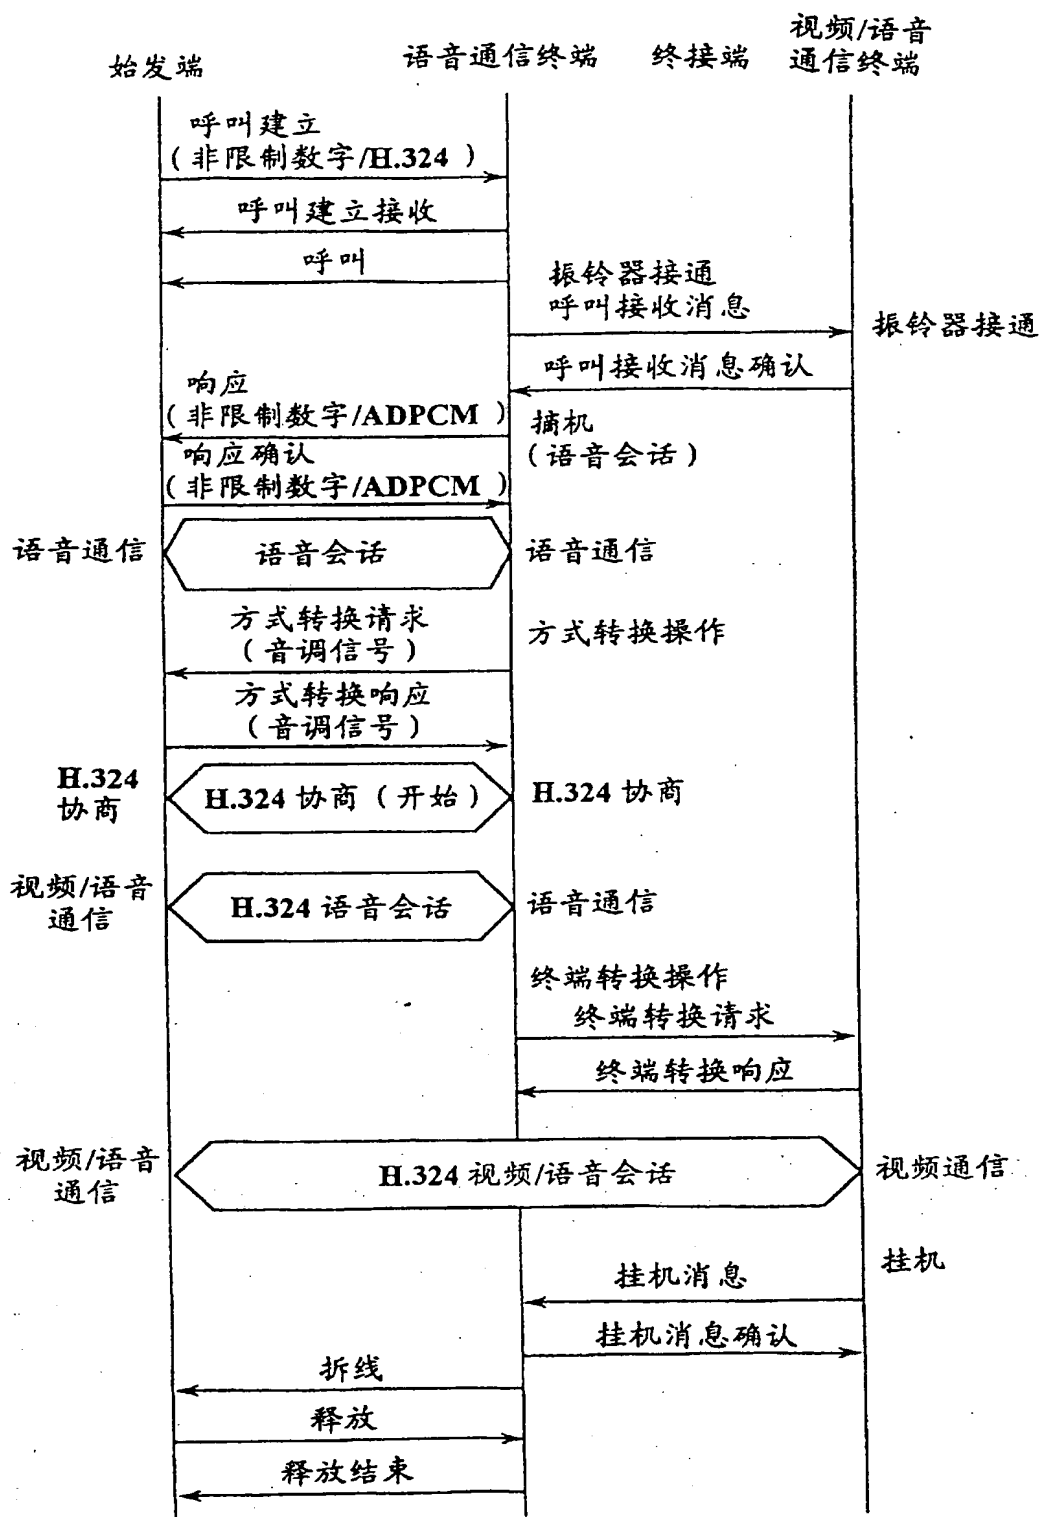 始发端
语音通信终端
终接端
视频/语音
通信终端
呼叫建立
（非限制数字/H.324）
呼叫建立接收
呼叫
振铃器接通
呼叫接收消息
振铃器接通
呼叫接收消息确认
响应
（非限制数字/ADPCM）
摘机
（语音会话）
响应确认
（非限制数字/ADPCM）
语音通信
语音会话
语音通信
方式转换请求
（音调信号）
方式转换操作
方式转换响应
（音调信号）
H.324
协商
H.324 协商（开始）
H.324 协商
视频/语音
通信
H.324 语音会话
语音通信
终端转换操作
终端转换请求
终端转换响应
视频/语音
通信
H.324 视频/语音会话
视频通信
挂机
挂机消息
挂机消息确认
拆线
释放
释放结束